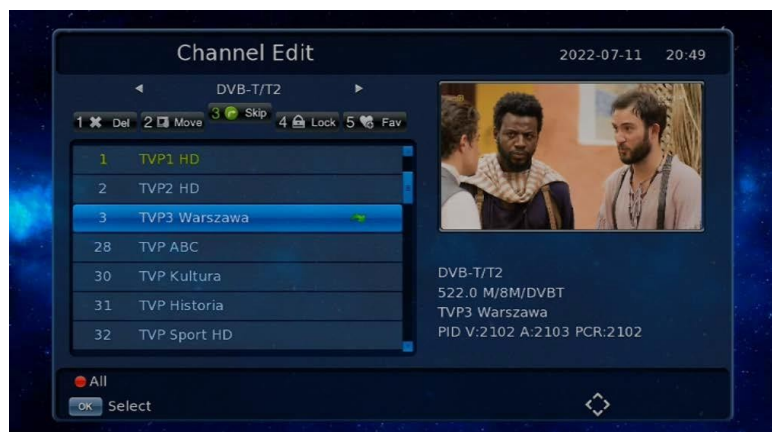 Channel Edit
2022-07-11 20:49
DVB-T/T2
1 Del 2 Move 3 Skip 4 Lock 5 Fav
1 TVP1 HD
2 TVP2 HD
3 TVP3 Warszawa
28 TVP ABC
30 TVP Kultura
31 TVP Historia
32 TVP Sport HD
DVB-T/T2
522.0 M/8M/DVBT
TVP3 Warszawa
PID V:2102 A:2103 PCR:2102
All
OK Select